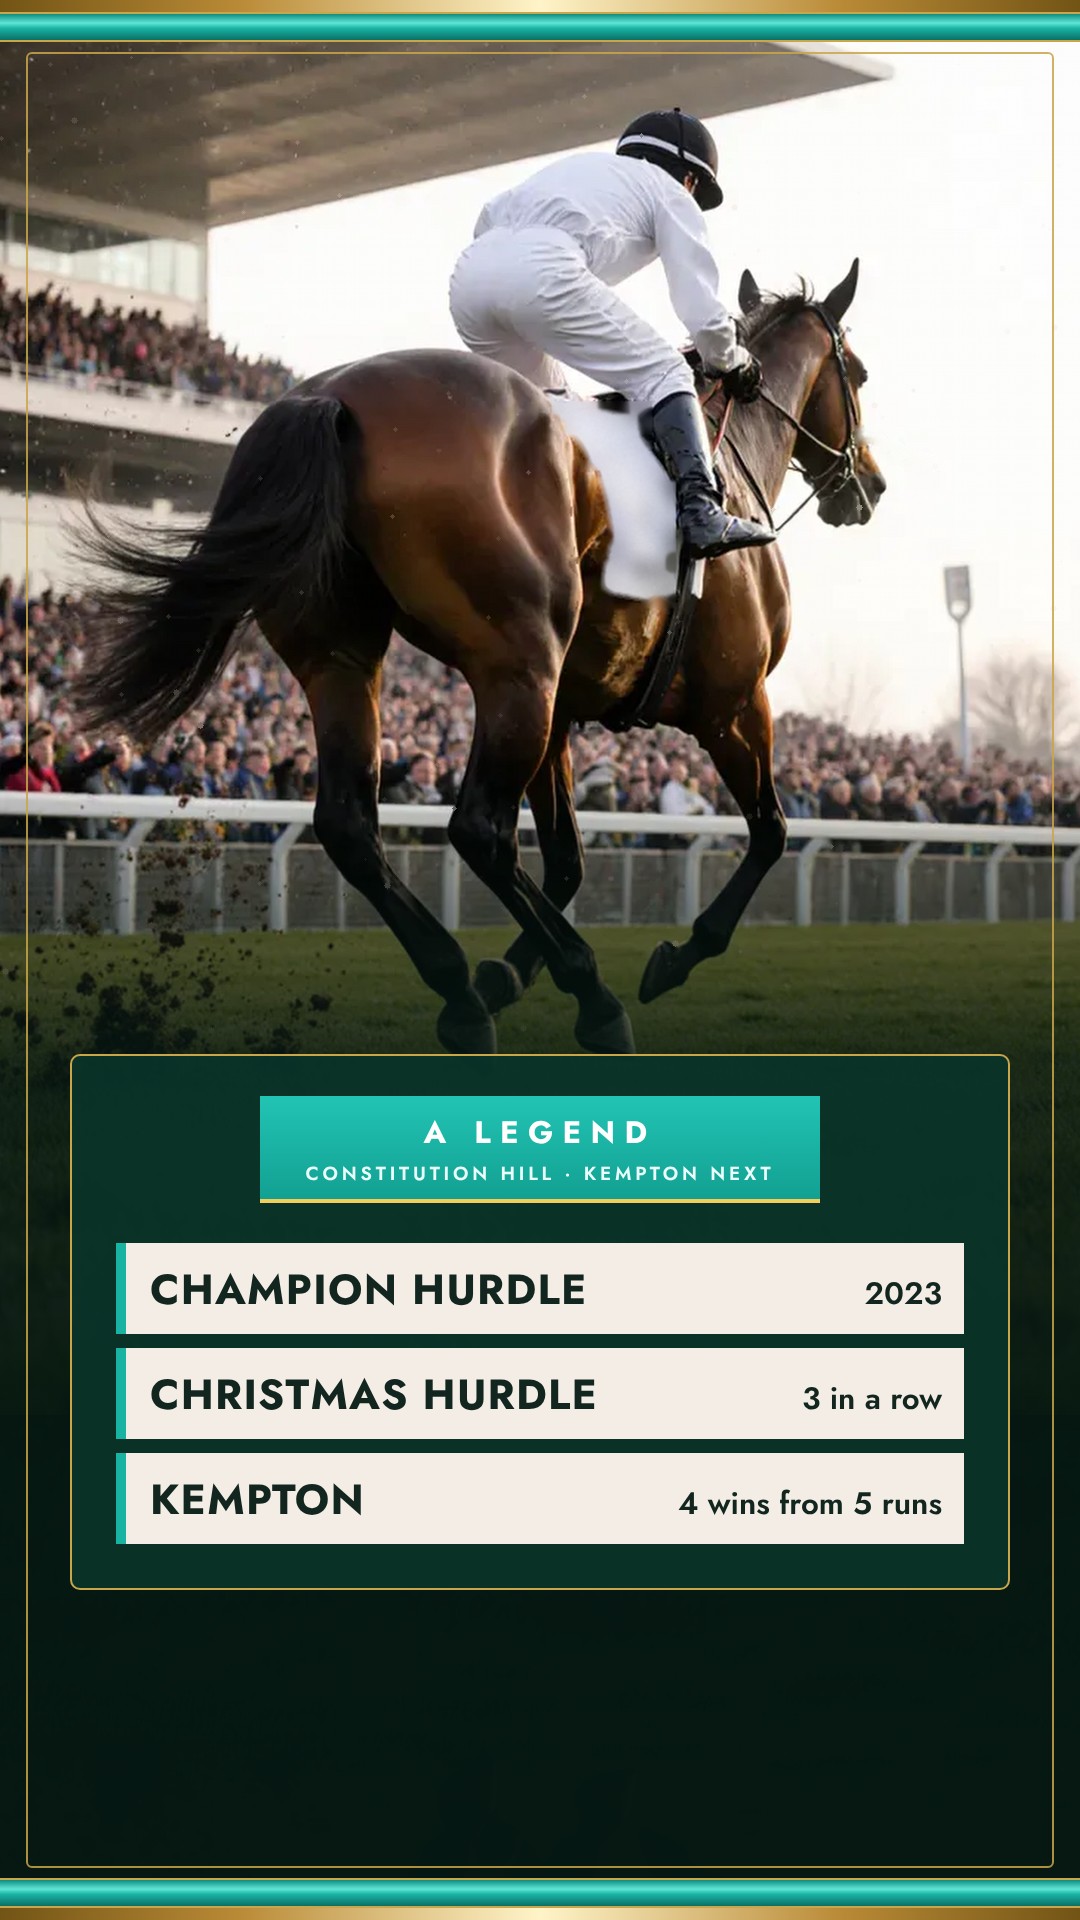 A LEGEND
CONSTITUTION HILL · KEMPTON NEXT
CHAMPION HURDLE 2023
CHRISTMAS HURDLE 3 in a row
KEMPTON 4 wins from 5 runs